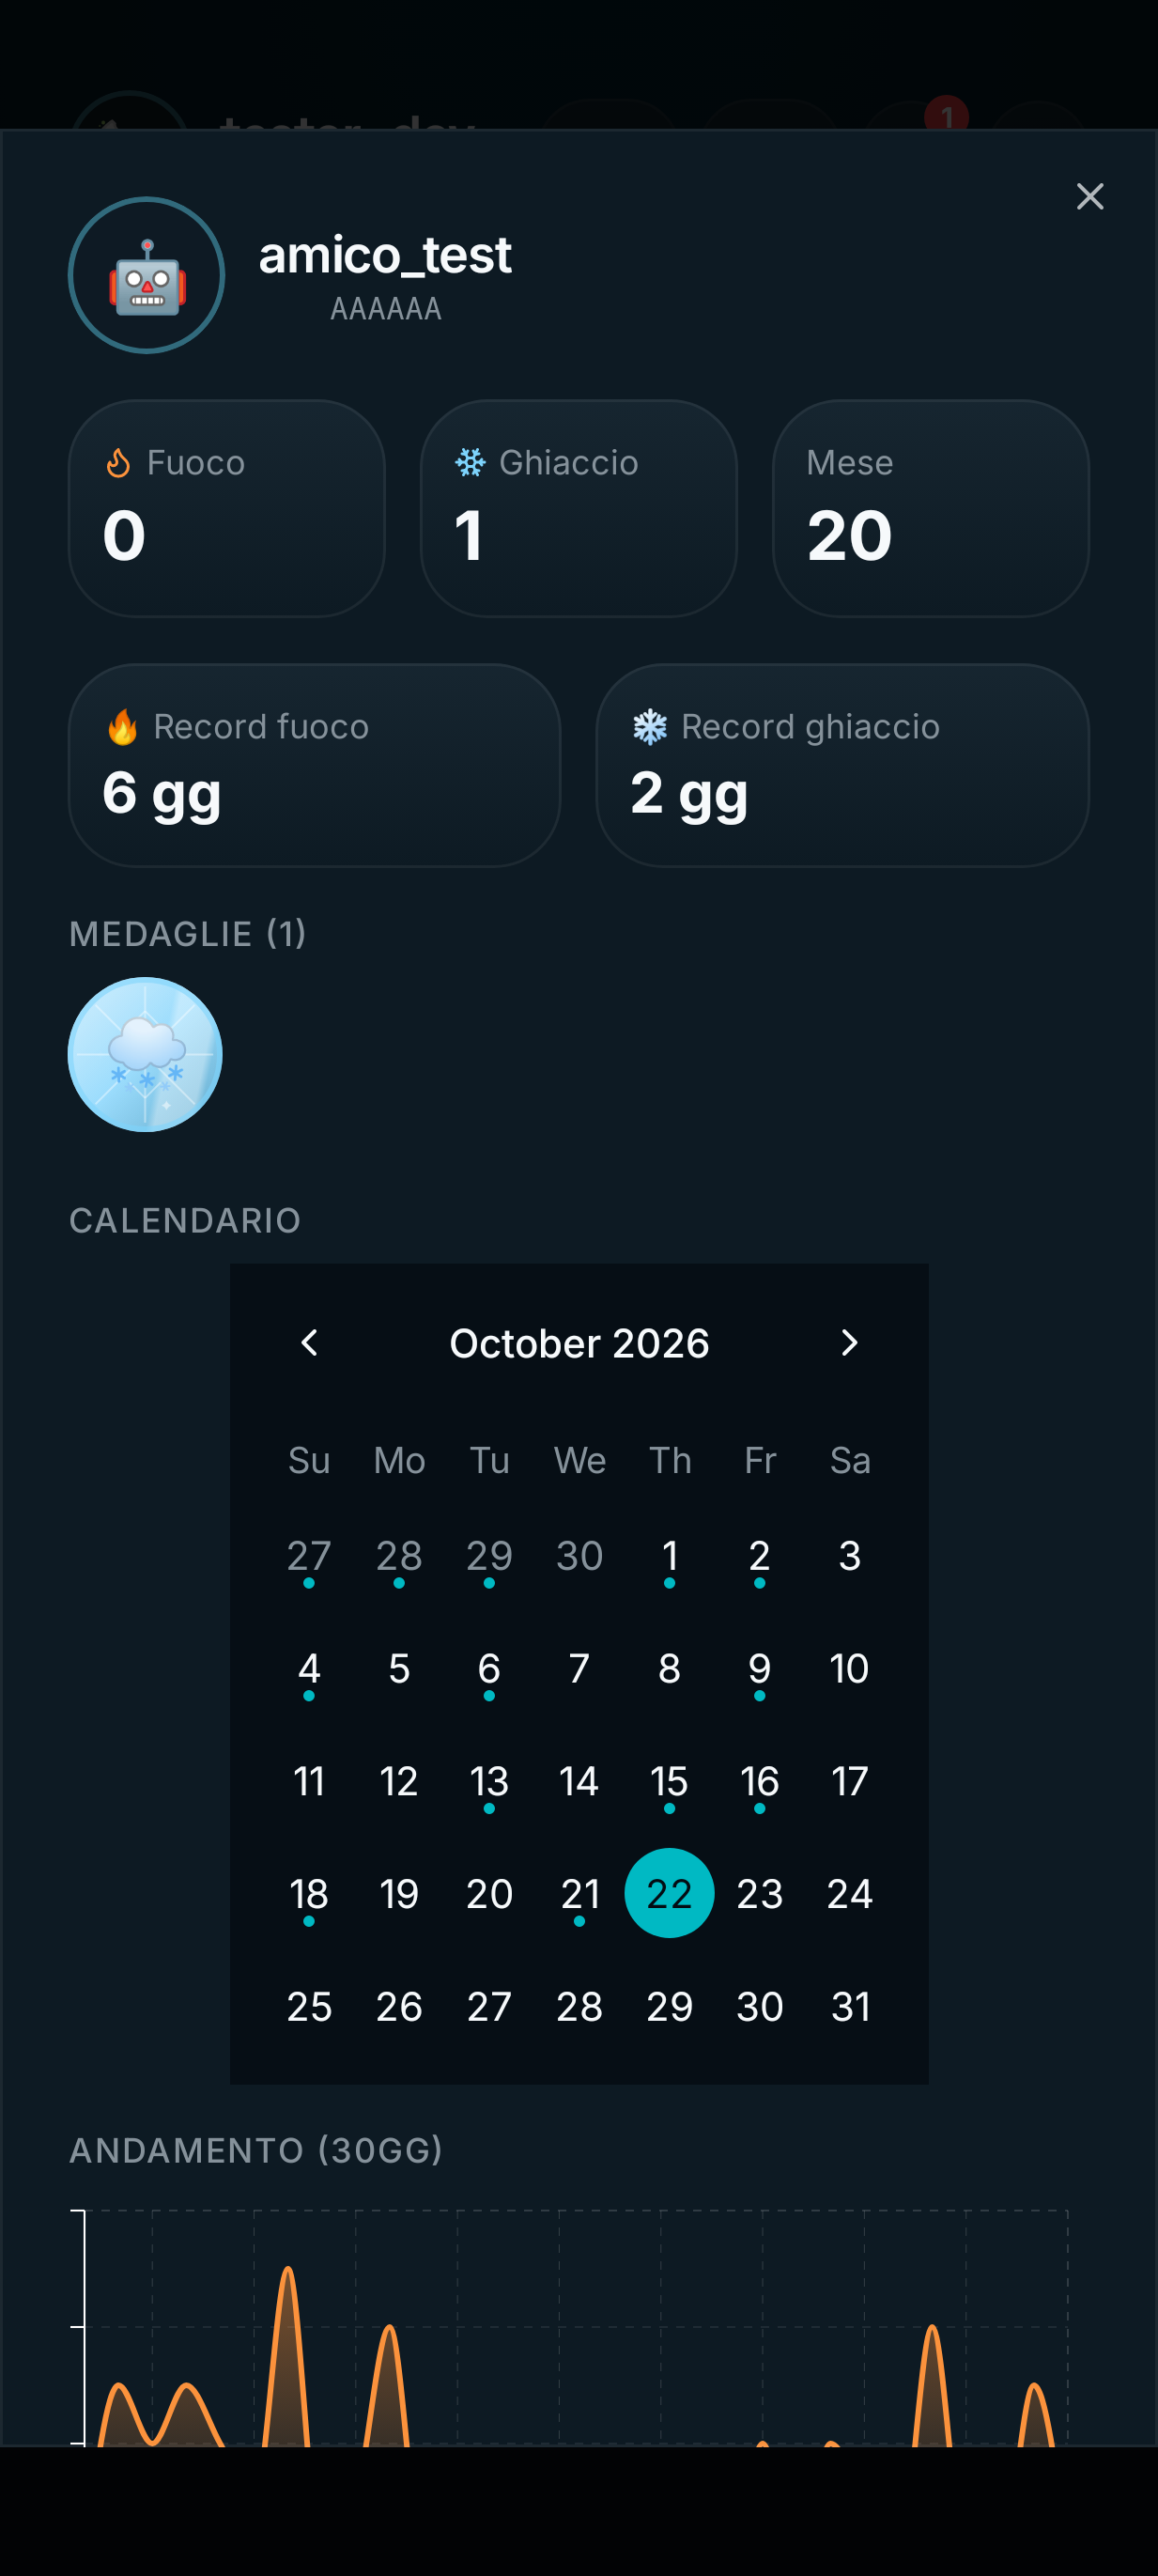 1
amico_test
AAAAAA
Fuoco
0
Ghiaccio
1
Mese
20
Record fuoco
6 gg
Record ghiaccio
2 gg
MEDAGLIE (1)
CALENDARIO
October 2026
Su Mo Tu We Th Fr Sa
27 28 29 30 1 2 3
4 5 6 7 8 9 10
11 12 13 14 15 16 17
18 19 20 21 22 23 24
25 26 27 28 29 30 31
ANDAMENTO (30GG)